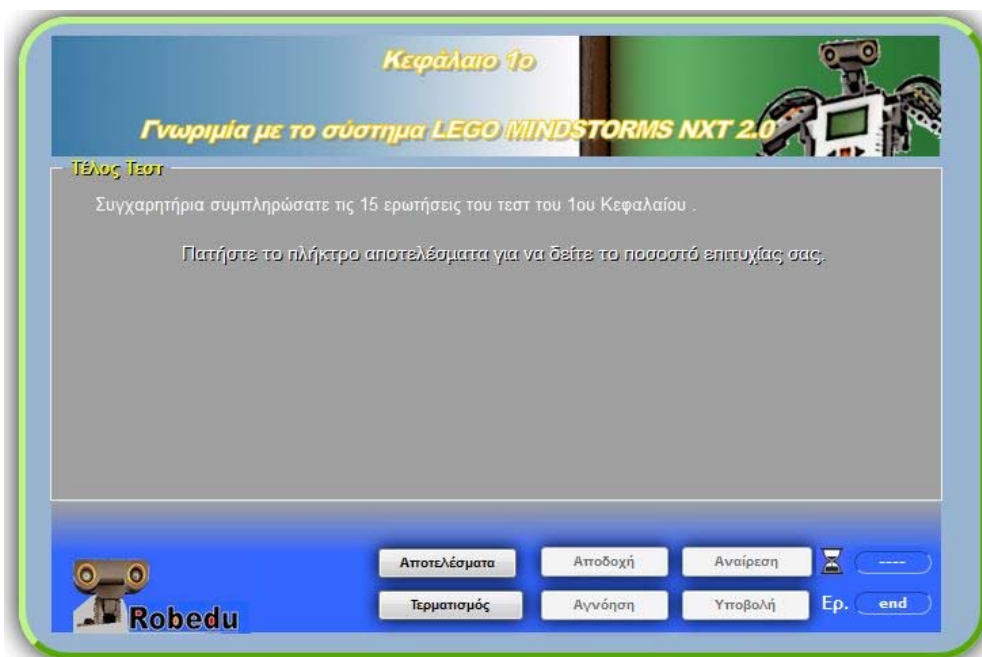 Κεφάλαιο 1ο
Γνωριμία με το σύστημα LEGO MINDSTORMS NXT 2.0
Τέλος Τεστ
Συγχαρητήρια συμπληρώσατε τις 15 ερωτήσεις του τεστ του 1ου Κεφαλαίου .
Πατήστε το πλήκτρο αποτελέσματα για να δείτε το ποσοστό επιτυχίας σας.
Αποτελέσματα Αποδοχή Αναίρεση ----
Τερματισμός Αγνόηση Υποβολή Ερ. end
Robedu